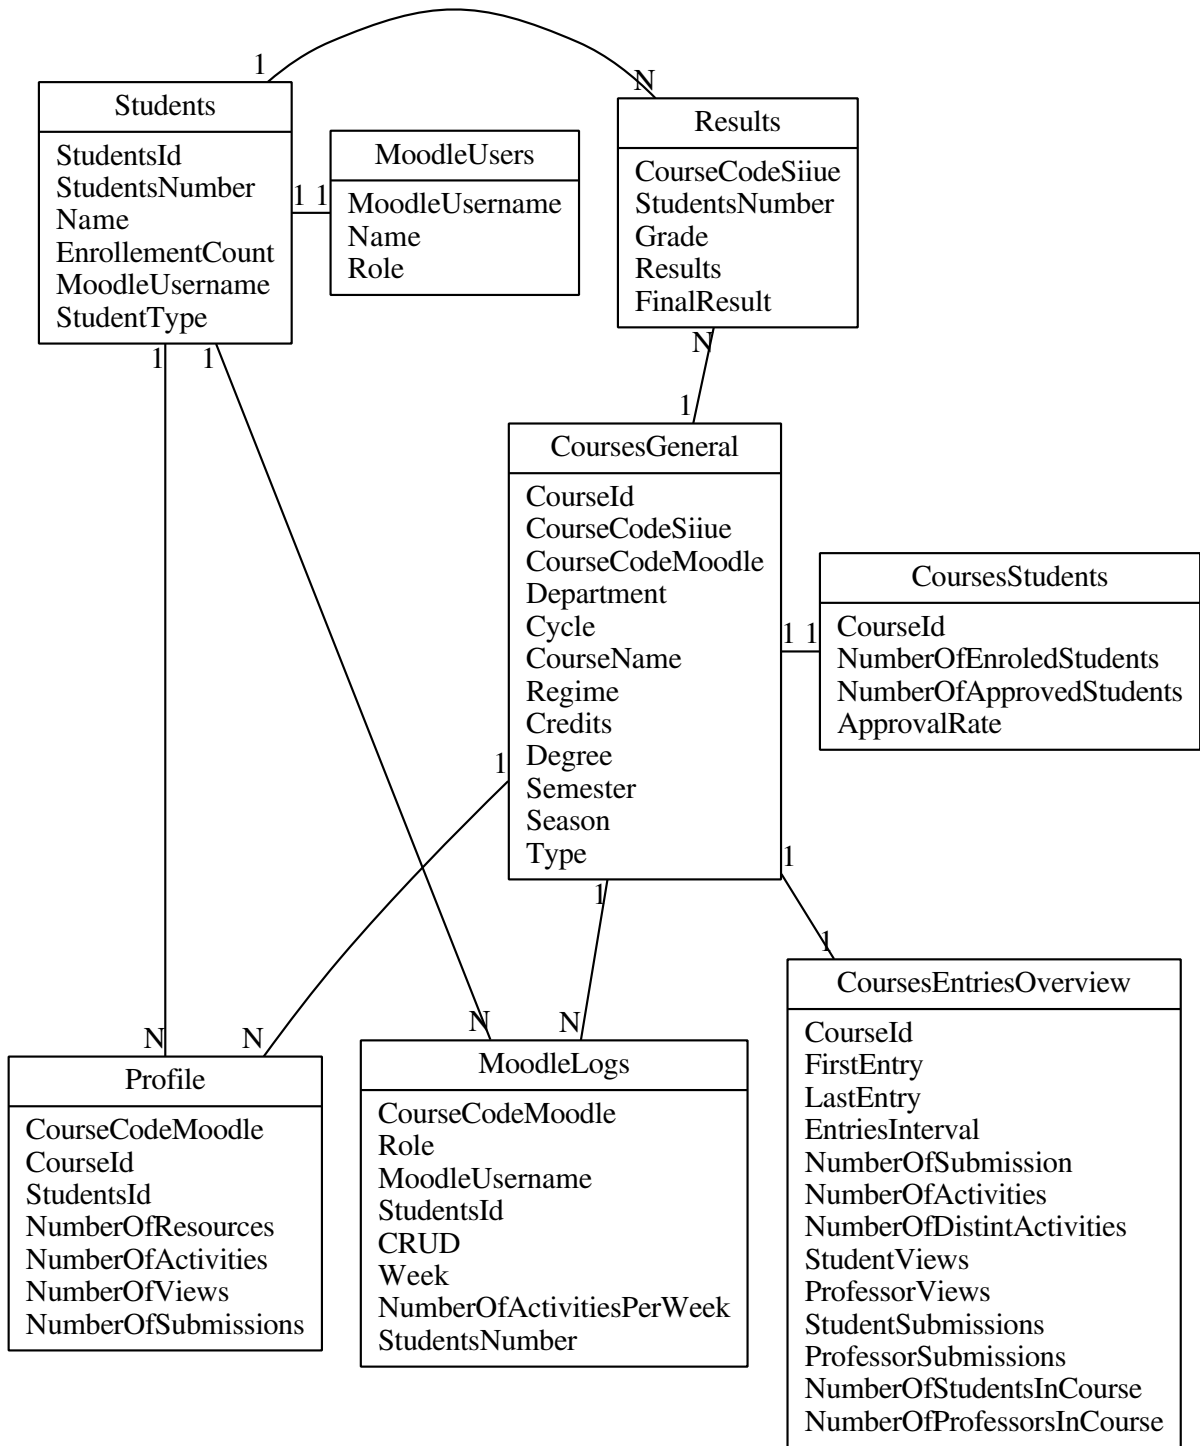 1
N
Students
StudentsId
StudentsNumber
Name
EnrollementCount
MoodleUsername
StudentType
1 1
MoodleUsers
MoodleUsername
Name
Role
Results
CourseCodeSiiue
StudentsNumber
Grade
Results
FinalResult
1
1
N
1
CoursesGeneral
CourseId
CourseCodeSiiue
CourseCodeMoodle
Department
Cycle
CourseName
Regime
Credits
Degree
Semester
Season
Type
1 1
CoursesStudents
CourseId
NumberOfEnroledStudents
NumberOfApprovedStudents
ApprovalRate
1
1
1
1
N
N
N
N
Profile
CourseCodeMoodle
CourseId
StudentsId
NumberOfResources
NumberOfActivities
NumberOfViews
NumberOfSubmissions
MoodleLogs
CourseCodeMoodle
Role
MoodleUsername
StudentsId
CRUD
Week
NumberOfActivitiesPerWeek
StudentsNumber
CoursesEntriesOverview
CourseId
FirstEntry
LastEntry
EntriesInterval
NumberOfSubmission
NumberOfActivities
NumberOfDistintActivities
StudentViews
ProfessorViews
StudentSubmissions
ProfessorSubmissions
NumberOfStudentsInCourse
NumberOfProfessorsInCourse